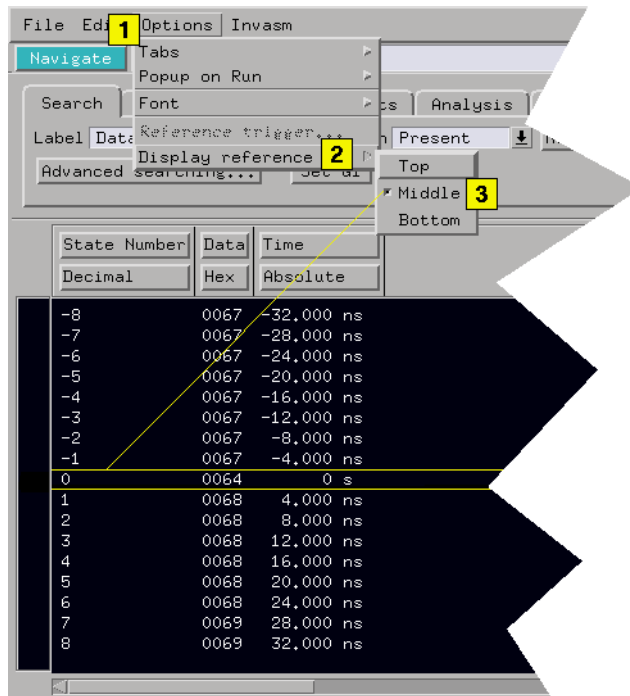 File Edi 1 Options Invasm
Navigate Tabs
Popup on Run
Search Font ts Analysis
Label Data Reference trigger... n Present
Advanced searching... 2 Set G1
Display reference
Top
Middle 3
Bottom
State Number Data Time
Decimal Hex Absolute
-8 0067 -32.000 ns
-7 0067 -28.000 ns
-6 0067 -24.000 ns
-5 0067 -20.000 ns
-4 0067 -16.000 ns
-3 0067 -12.000 ns
-2 0067 -8.000 ns
-1 0067 -4.000 ns
0 0064 0 s
1 0068 4.000 ns
2 0068 8.000 ns
3 0068 12.000 ns
4 0068 16.000 ns
5 0068 20.000 ns
6 0068 24.000 ns
7 0069 28.000 ns
8 0069 32.000 ns